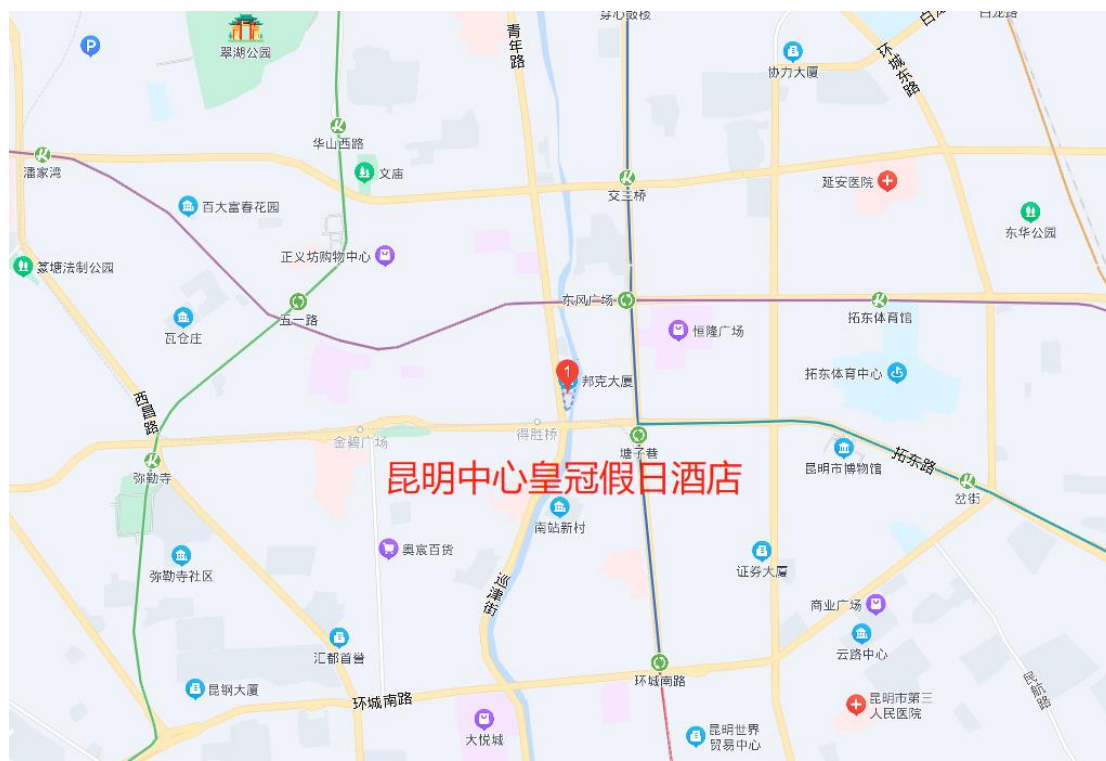 穿心鼓楼
白龙路
青年路
环城东路
翠湖公园
协力大厦
华山西路
潘家湾
文庙
延安医院
交三桥
百大富春花园
东华公园
正义坊购物中心
篆塘法制公园
东风广场
五一路
拓东体育馆
恒隆广场
瓦仓庄
1
邦克大厦
拓东体育中心
西昌路
金碧广场
得胜桥
塘子巷
昆明市博物馆
拓东路
弥勒寺
昆明中心皇冠假日酒店
岔街
南站新村
奥宸百货
弥勒寺社区
证券大厦
巡津街
商业广场
汇都首誉
云路中心
环城南路
昆钢大厦
环城南路
民航路
昆明市第三
人民医院
大悦城
昆明世界
贸易中心
P